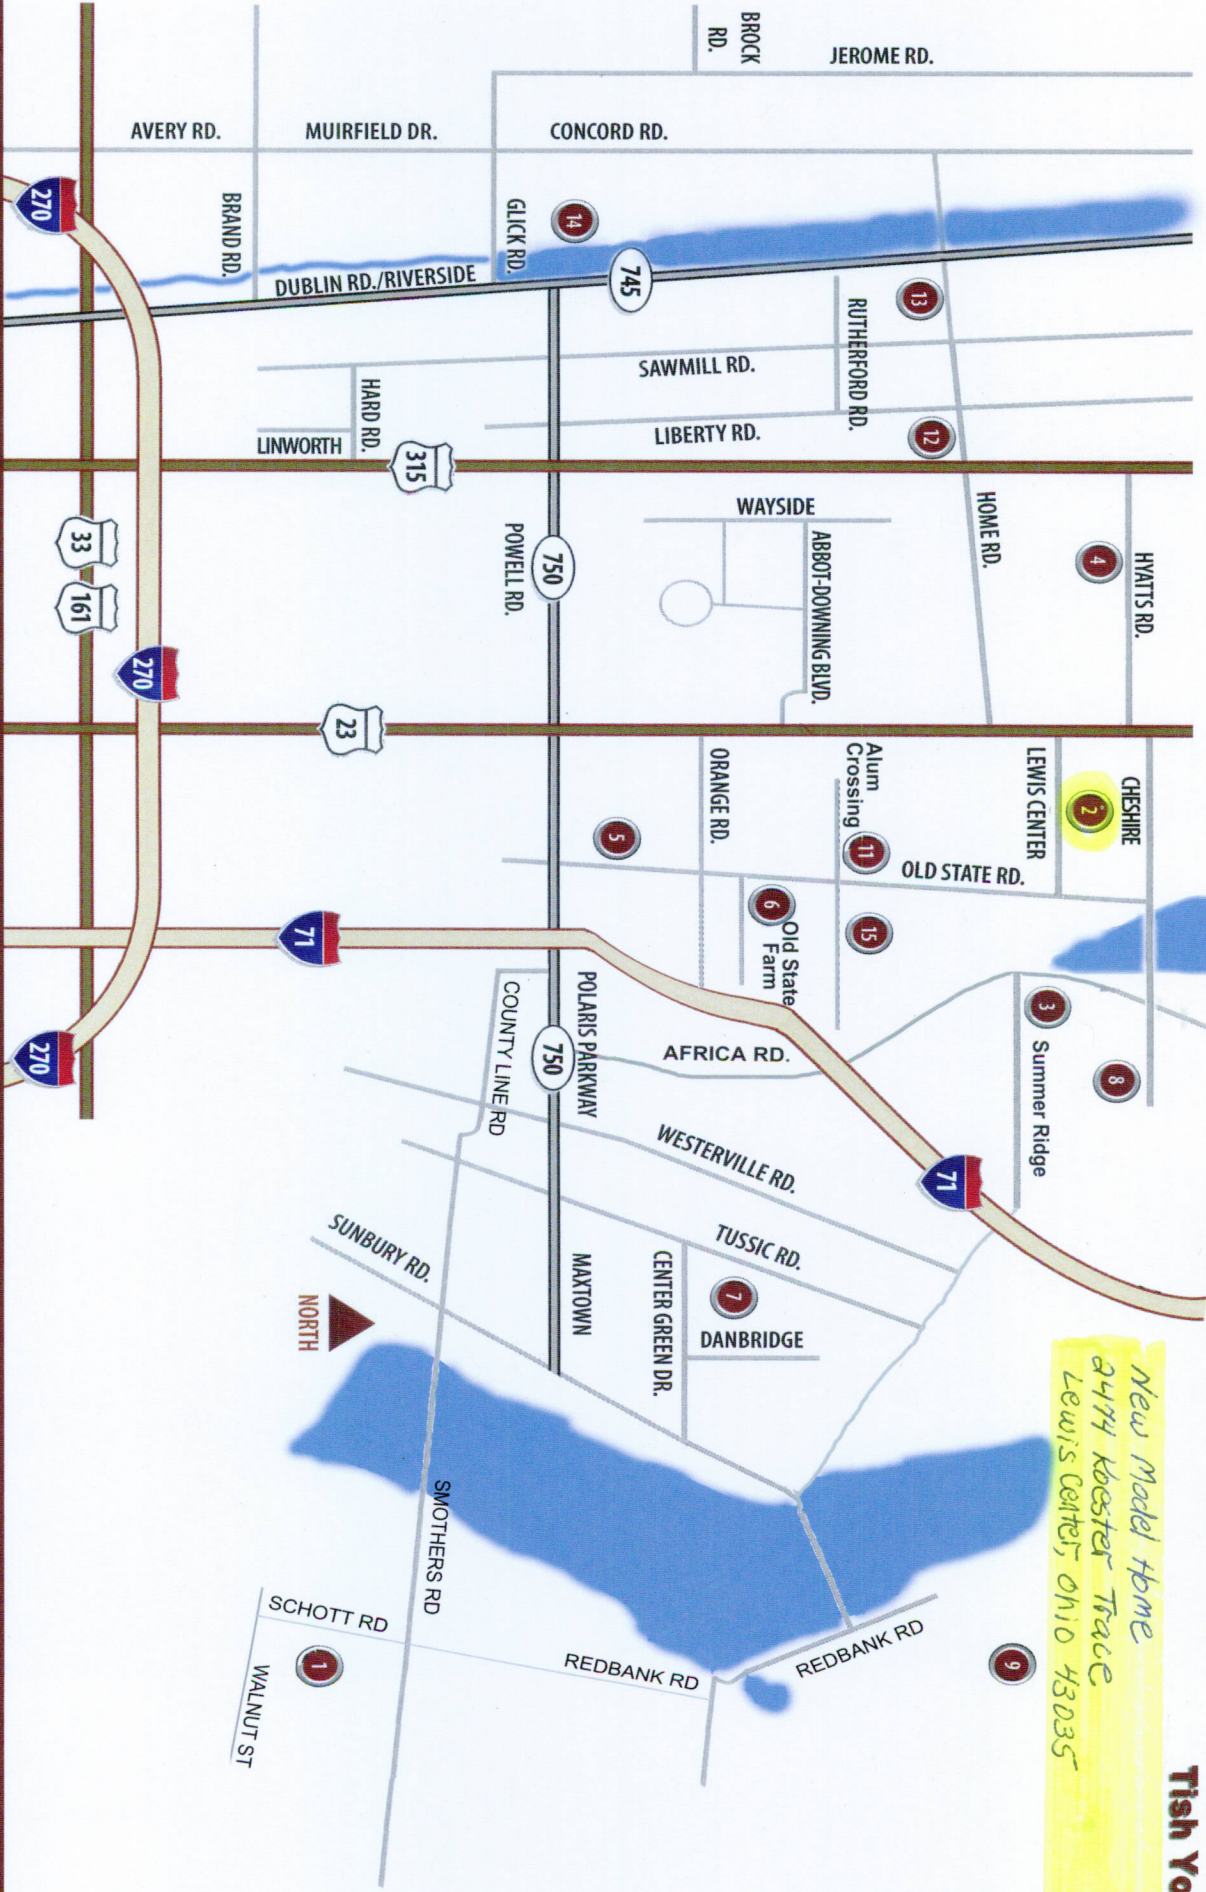 BROCK
RD.
JEROME RD.
AVERY RD.
MUIRFIELD DR.
CONCORD RD.
270
BRAND RD.
GLICK RD.
14
DUBLIN RD./RIVERSIDE
745
13
RUTHERFORD RD.
SAWMILL RD.
HARD RD.
LINWORTH
LIBERTY RD.
12
315
WAYSIDE
HOME RD.
33
161
POWELL RD.
750
ABBOT-DOWNING BLVD.
4
HYATTS RD.
270
23
ORANGE RD.
Alum
Crossing
LEWIS CENTER
2
CHESHIRE
5
11
OLD STATE RD.
6
Old State
Farm
15
71
COUNTY LINE RD
POLARIS PARKWAY
750
AFRICA RD.
3
Summer Ridge
8
270
WESTERVILLE RD.
71
SUNBURY RD.
TUSSIC RD.
MAXTOWN
CENTER GREEN DR.
7
DANBRIDGE
NORTH
SMOTHERS RD
SCHOTT RD
1
WALNUT ST
REDBANK RD
REDBANK RD
9
New Model Home
2474 Koester Trace
Lewis Center, Ohio 43035
Tish Yo